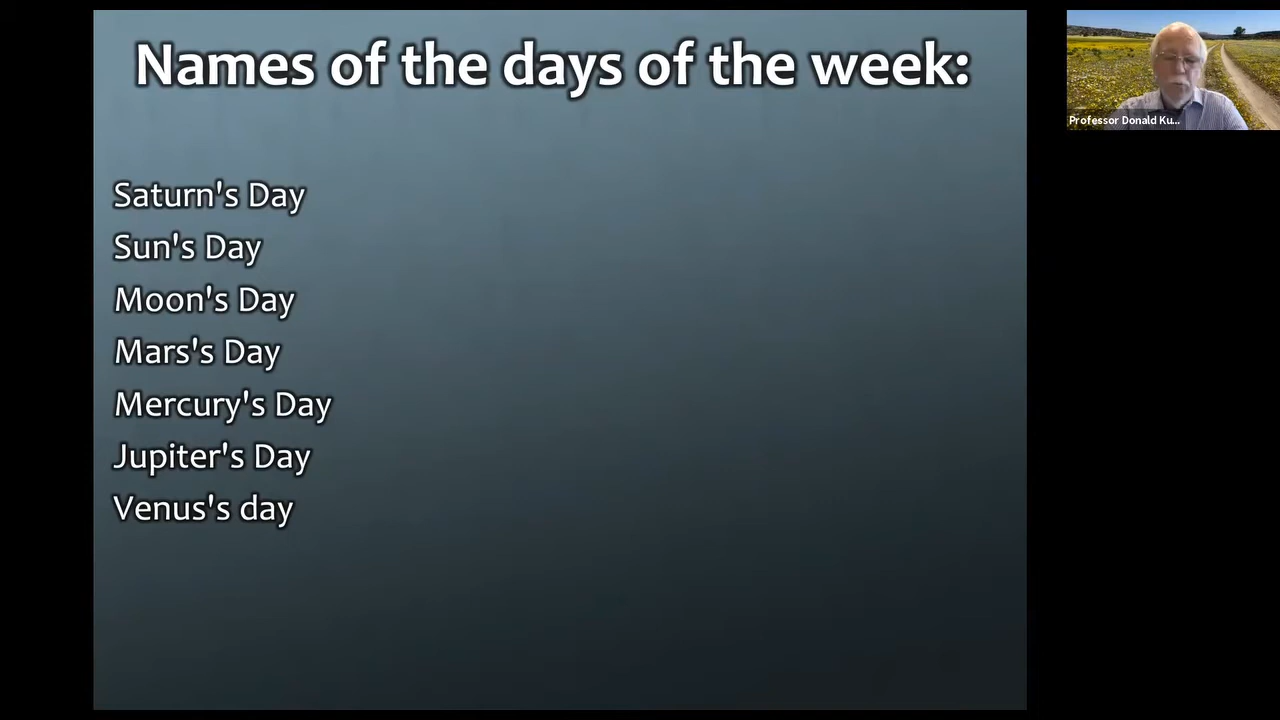 Names of the days of the week:
Saturn's Day
Sun's Day
Moon's Day
Mars's Day
Mercury's Day
Jupiter's Day
Venus's day
Professor Donald Ku...